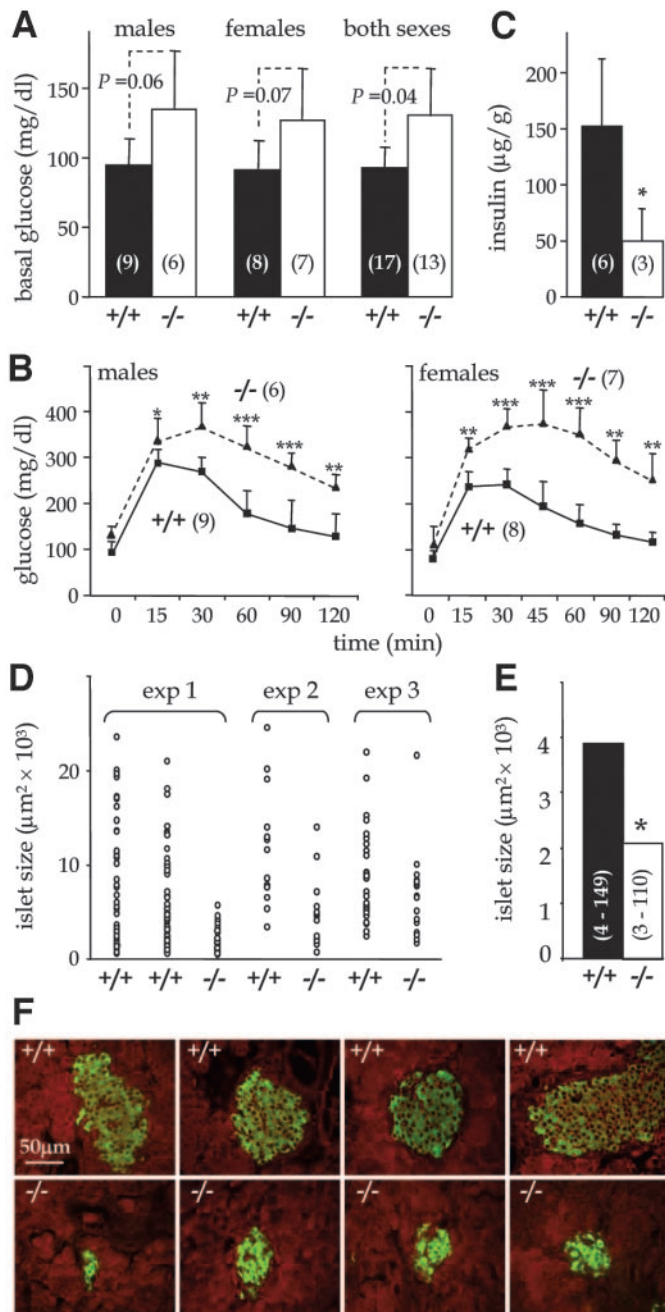 A
males
females
both sexes
P =0.06
P =0.07
P =0.04
basal glucose (mg/dl)
150
100
50
0
(9)
(6)
(8)
(7)
(17)
(13)
+/+
-/-
+/+
-/-
+/+
-/-
C
insulin (µg/g)
200
150
100
50
0
*
(6)
(3)
+/+
-/-
B
males
-/- (6)
glucose (mg/dl)
400
300
200
100
0
*
**
***
***
**
+/+ (9)
0 15 30 60 90 120
females
-/- (7)
**
***
***
***
**
**
+/+ (8)
0 15 30 45 60 90 120
time (min)
D
exp 1
exp 2
exp 3
islet size (µm² × 10³)
20
10
0
+/+ +/+ -/- +/+ -/- +/+ -/-
E
islet size (µm² × 10³)
4
3
2
1
0
*
(4 - 149)
(3 - 110)
+/+
-/-
F
+/+
+/+
+/+
+/+
50µm
-/-
-/-
-/-
-/-